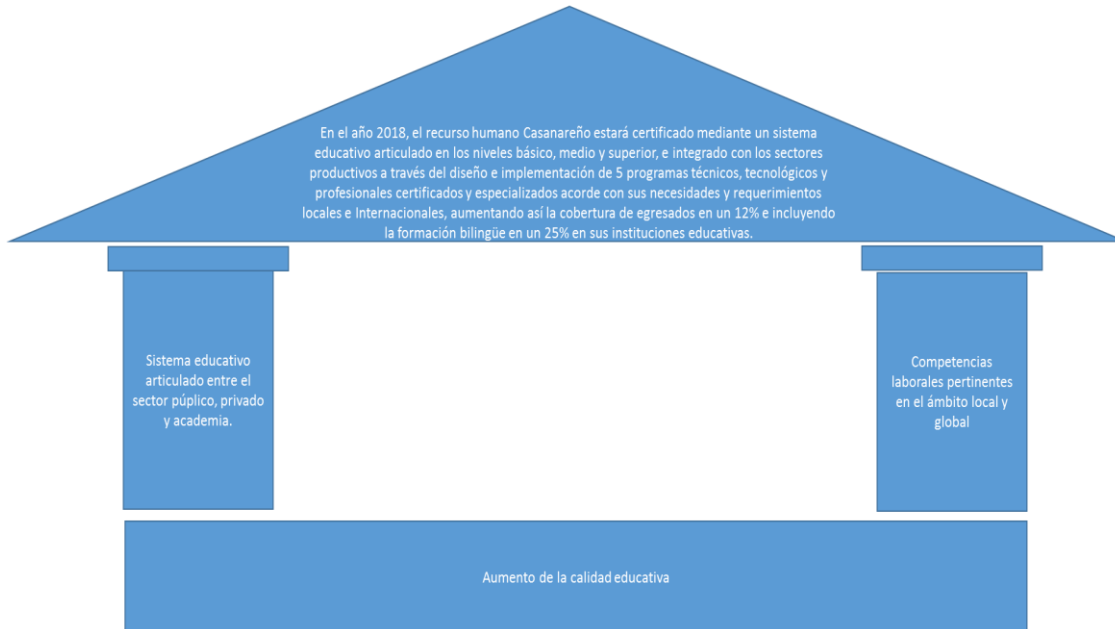 En el año 2018, el recurso humano Casanareño estará certificado mediante un sistema
educativo articulado en los niveles básico, medio y superior, e integrado con los sectores
productivos a través del diseño e implementación de 5 programas técnicos, tecnológicos y
profesionales certificados y especializados acorde con sus necesidades y requerimientos
locales e Internacionales, aumentando así la cobertura de egresados en un 12% e incluyendo
la formación bilingüe en un 25% en sus instituciones educativas.
Sistema educativo
articulado entre el
sector púplico, privado
y academia.
Competencias
laborales pertinentes
en el ámbito local y
global
Aumento de la calidad educativa